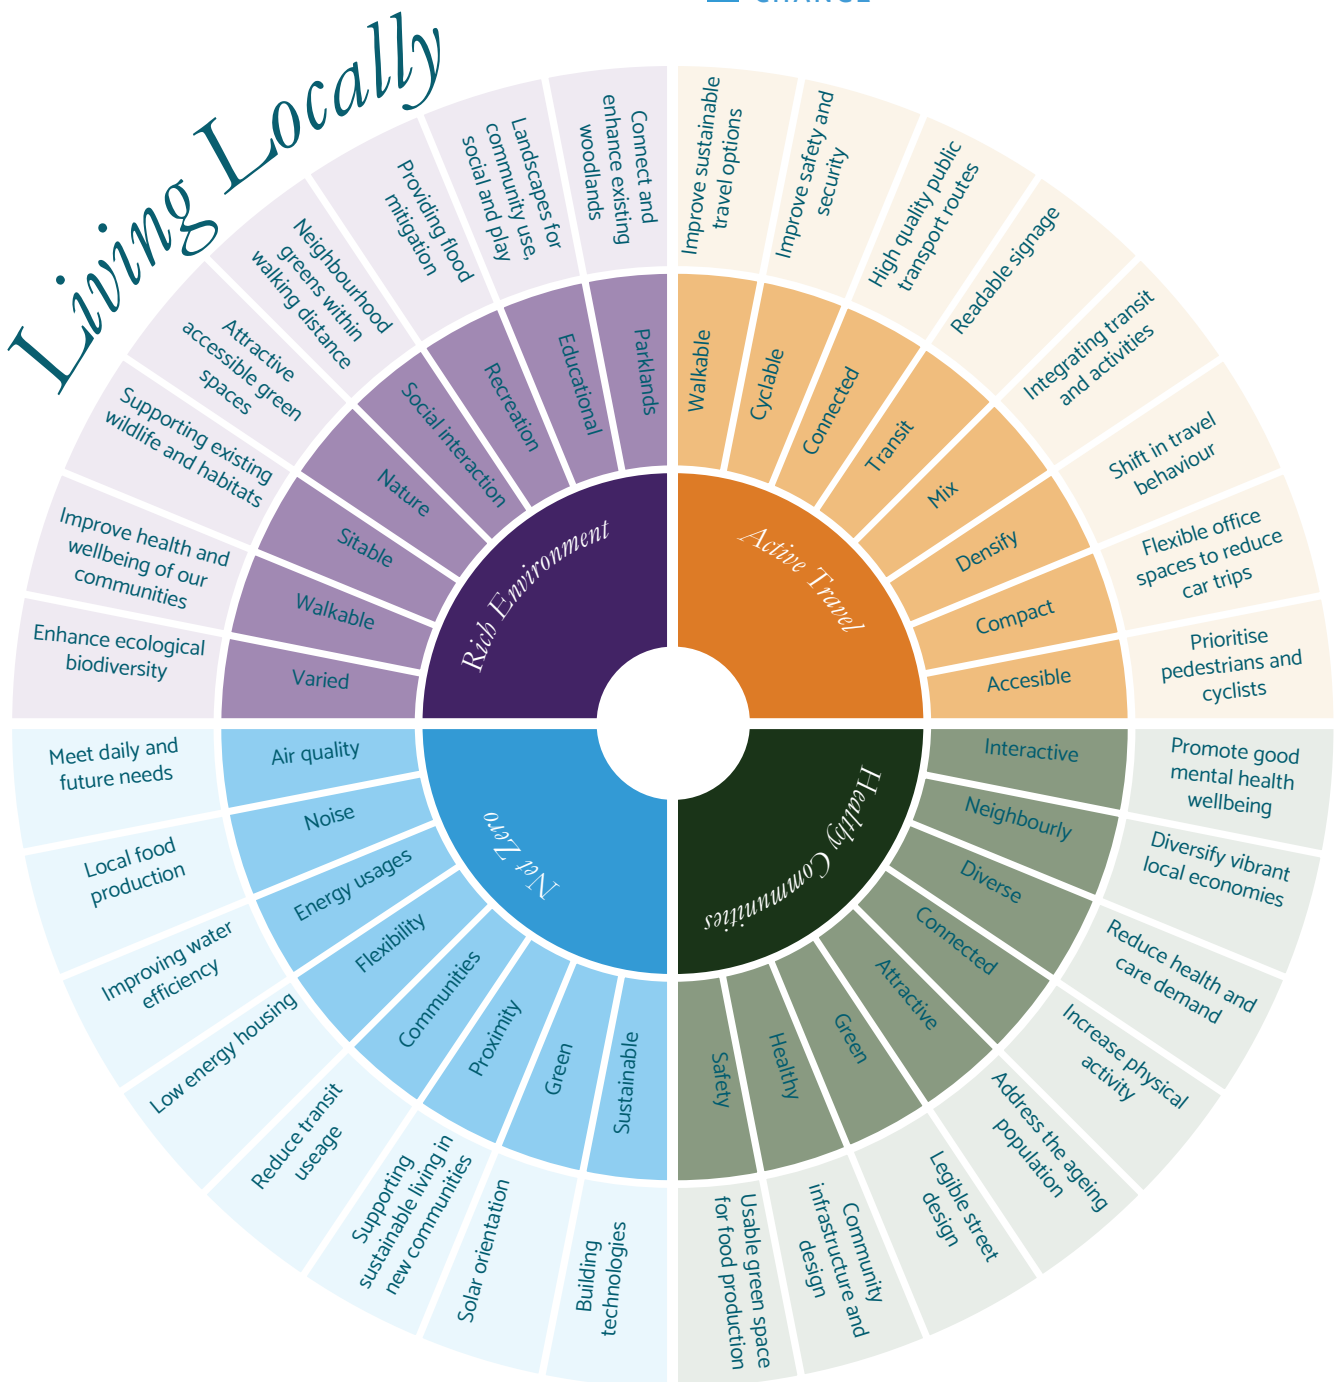 CHANGE
Living Locally
Improve sustainable
travel options
Improve safety and
security
High quality public
transport routes
Readable signage
Integrating transit
and activities
Shift in travel
behaviour
Flexible office
spaces to reduce
car trips
Prioritise
pedestrians and
cyclists
Walkable
Cyclable
Connected
Transit
Mix
Densify
Compact
Accesible
Active Travel
Promote good
mental health
wellbeing
Diversify vibrant
local economies
Reduce health and
care demand
Increase physical
activity
Address the ageing
population
Legible street
design
Community
infrastructure and
design
Usable green space
for food production
Interactive
Neighbourly
Diverse
Connected
Attractive
Green
Healthy
Safety
Healthy Communities
Building
technologies
Solar orientation
Supporting
sustainable living in
new communities
Reduce transit
useage
Low energy housing
Improving water
efficiency
Local food
production
Meet daily and
future needs
Sustainable
Green
Proximity
Communities
Flexibility
Energy usages
Noise
Air quality
Net Zero
Enhance ecological
biodiversity
Improve health and
wellbeing of our
communities
Supporting existing
wildlife and habitats
Attractive
accessible green
spaces
Neighbourhood
greens within
walking distance
Providing flood
mitigation
Landscapes for
community use,
social and play
Connect and
enhance existing
woodlands
Varied
Walkable
Sitable
Nature
Social interaction
Recreation
Educational
Parklands
Rich Environment